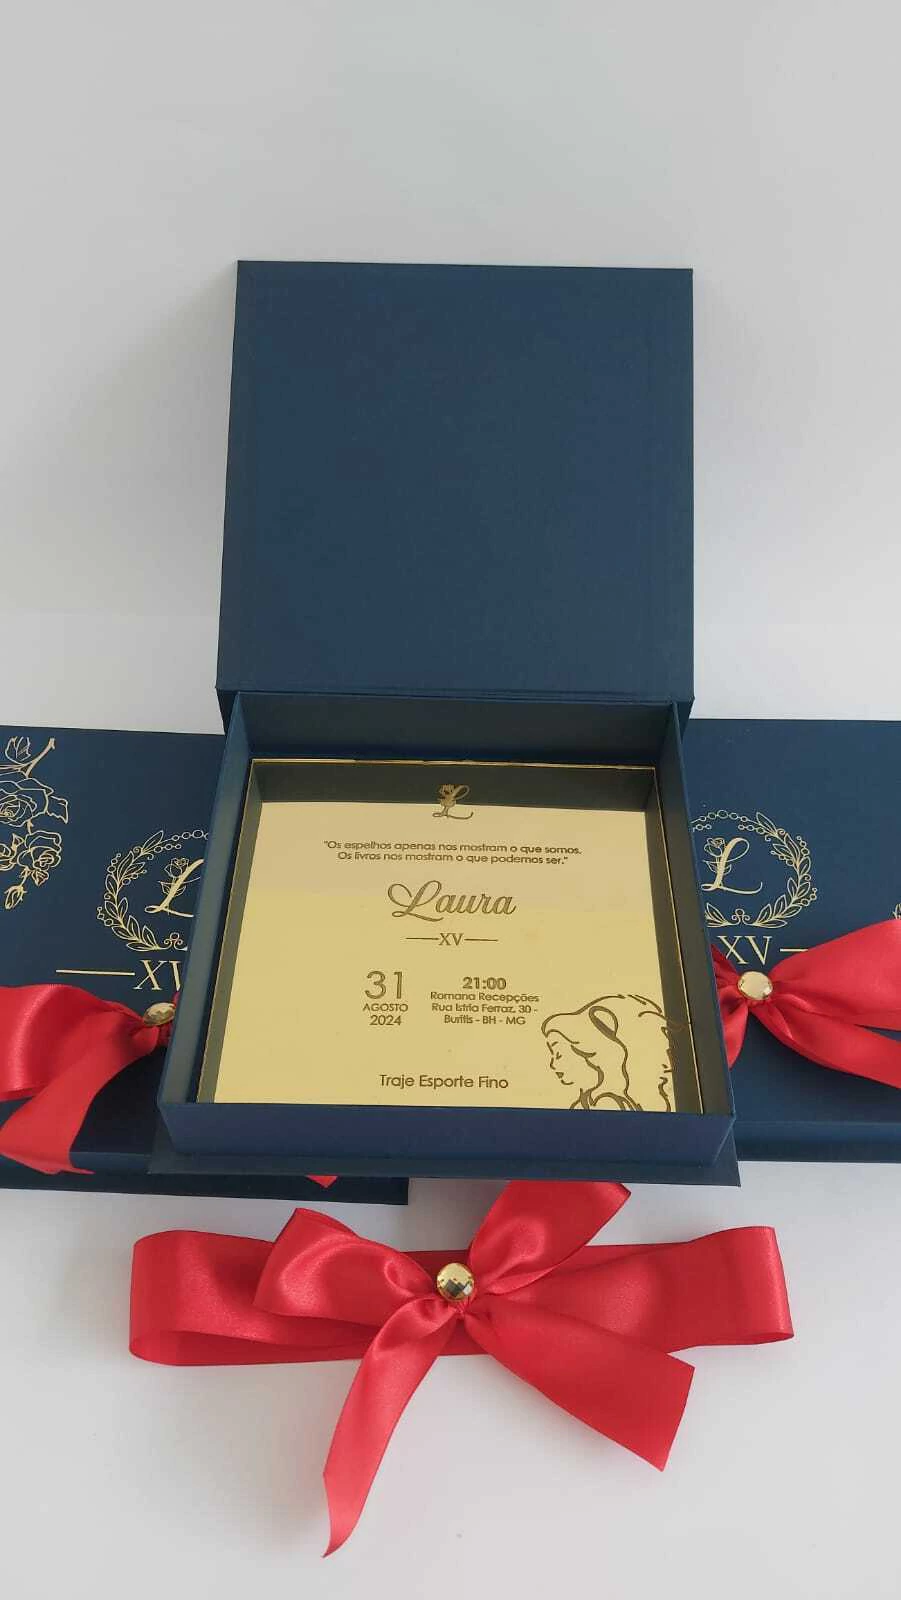 L
"Os espelhos apenas nos mostram o que somos.
Os livros nos mostram o que podemos ser."
Laura
XV
31
AGOSTO
2024
21:00
Romana Recepções
Rua Istria Ferraz, 30 -
Buritis - BH - MG
Traje Esporte Fino
L
XV
L
XV